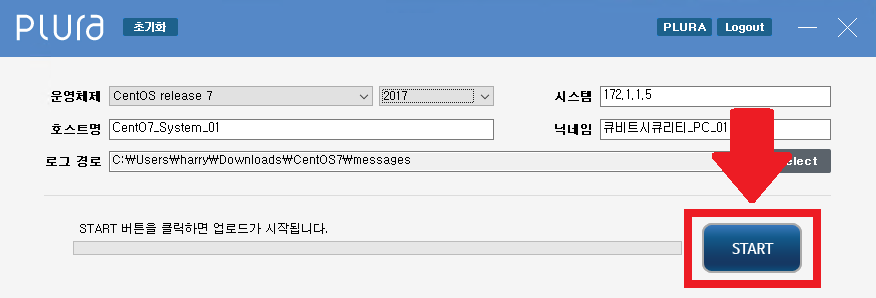 PLURA 초기화 PLURA Logout
운영체제 CentOS release 7 2017 시스템 172.1.1.5
호스트명 CentO7_System_01 닉네임 큐비트시큐리티_PC_01
로그 경로 C:₩Users₩harry₩Downloads₩CentOS7₩messages
START 버튼을 클릭하면 업로드가 시작됩니다.
START